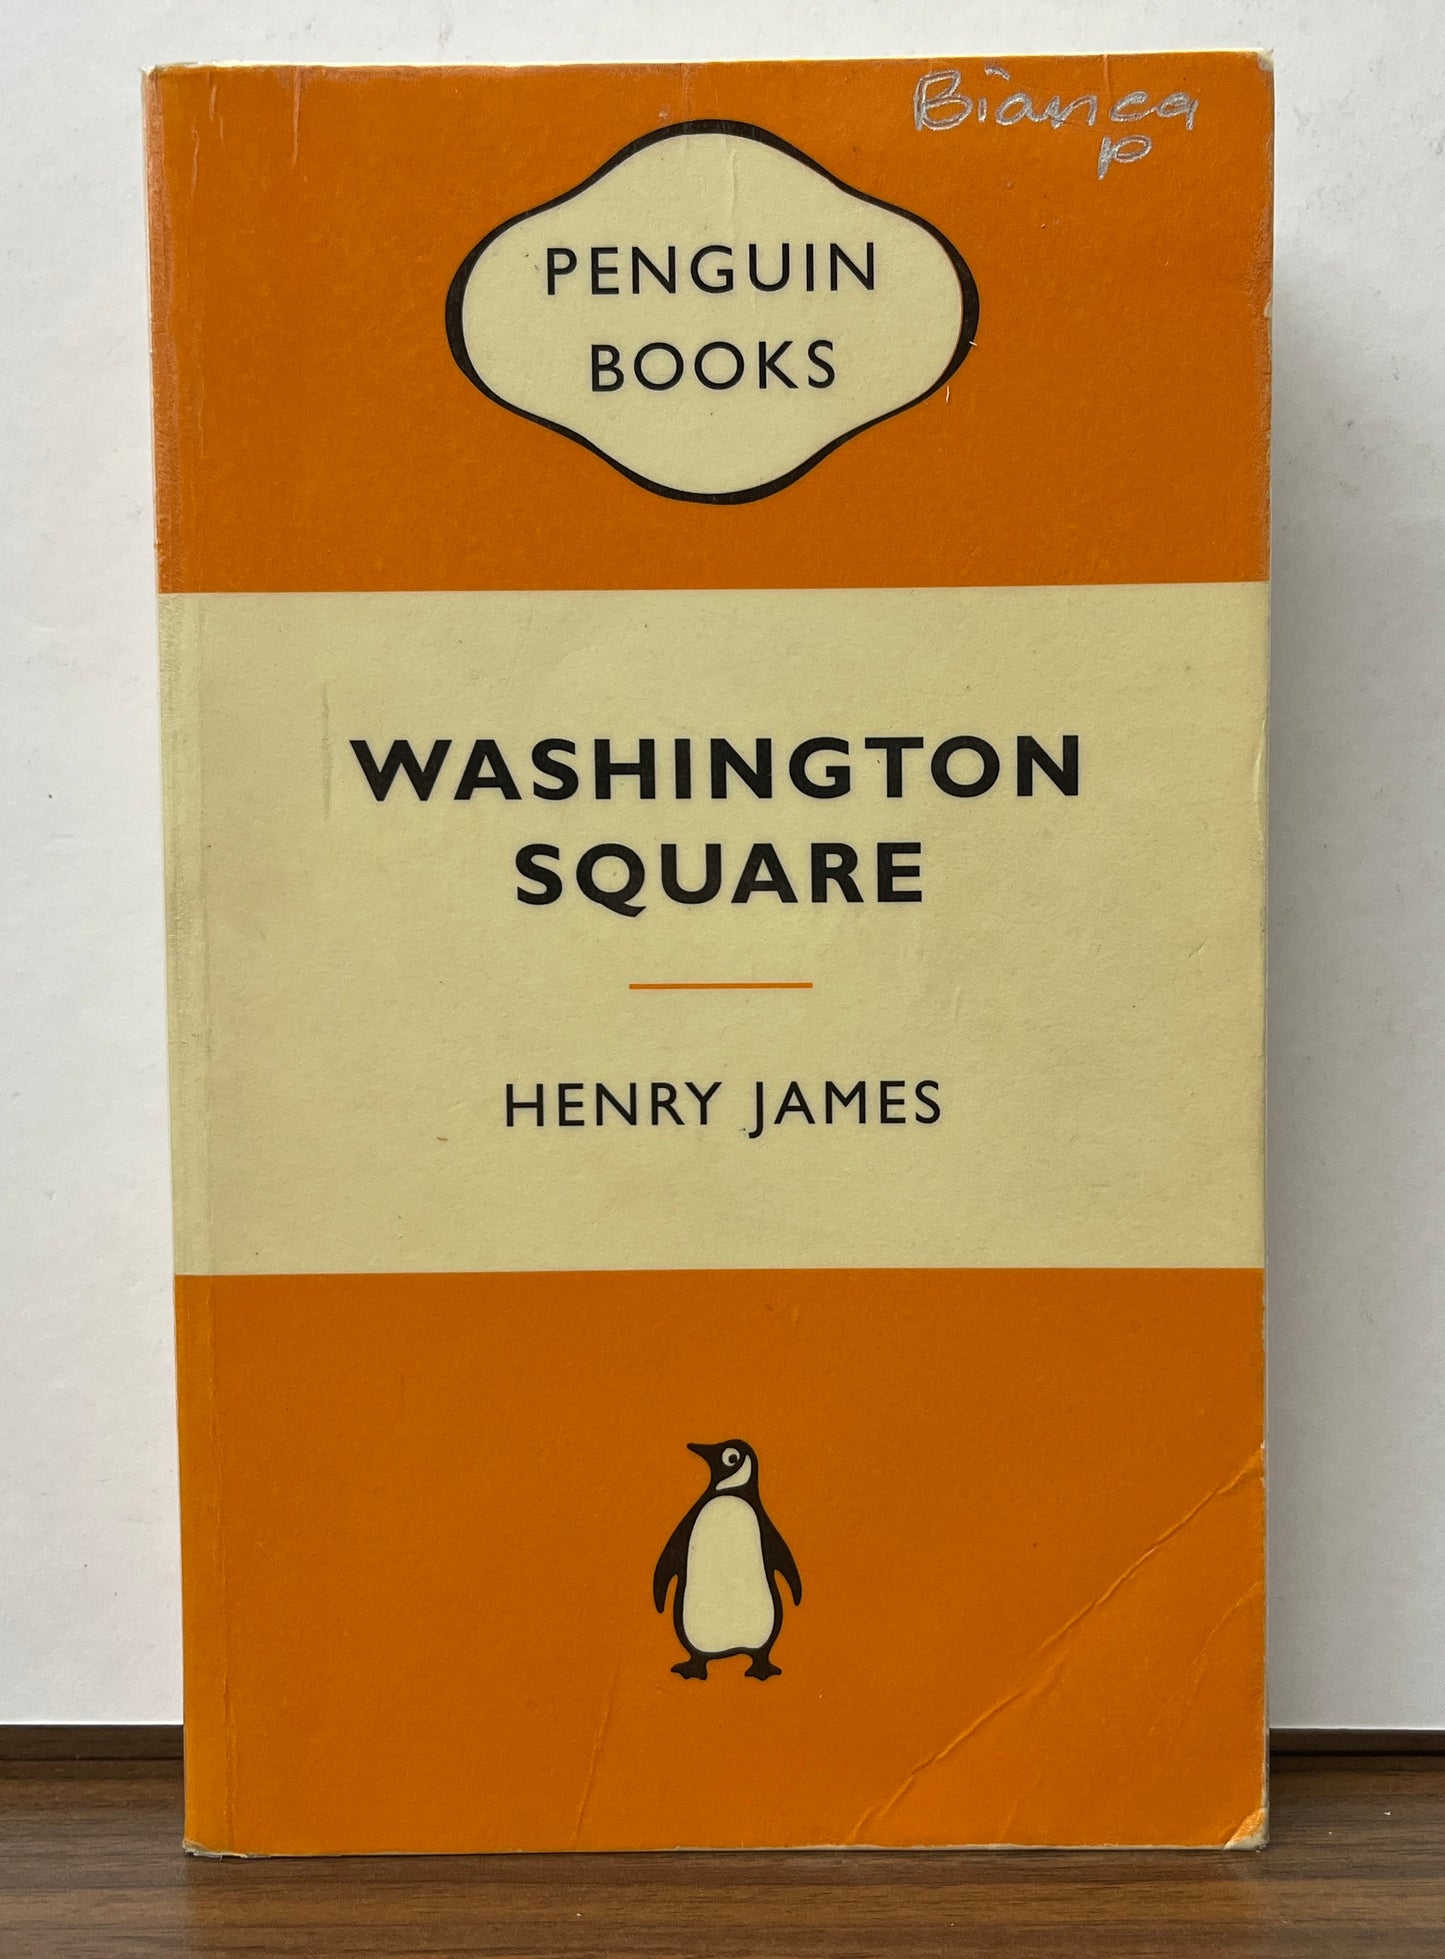 Bianca
P
PENGUIN
BOOKS
WASHINGTON
SQUARE
HENRY JAMES